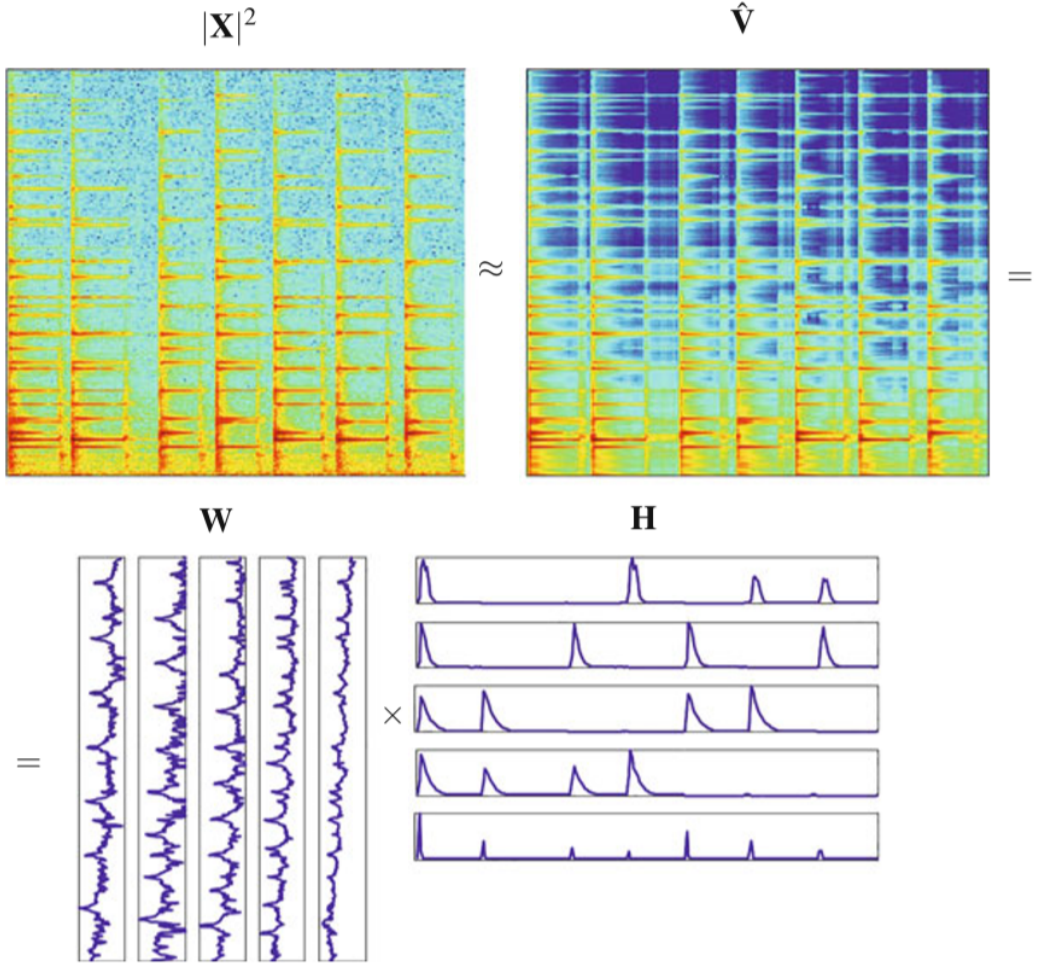 |X|² V̂
≈ =
W H
= ×